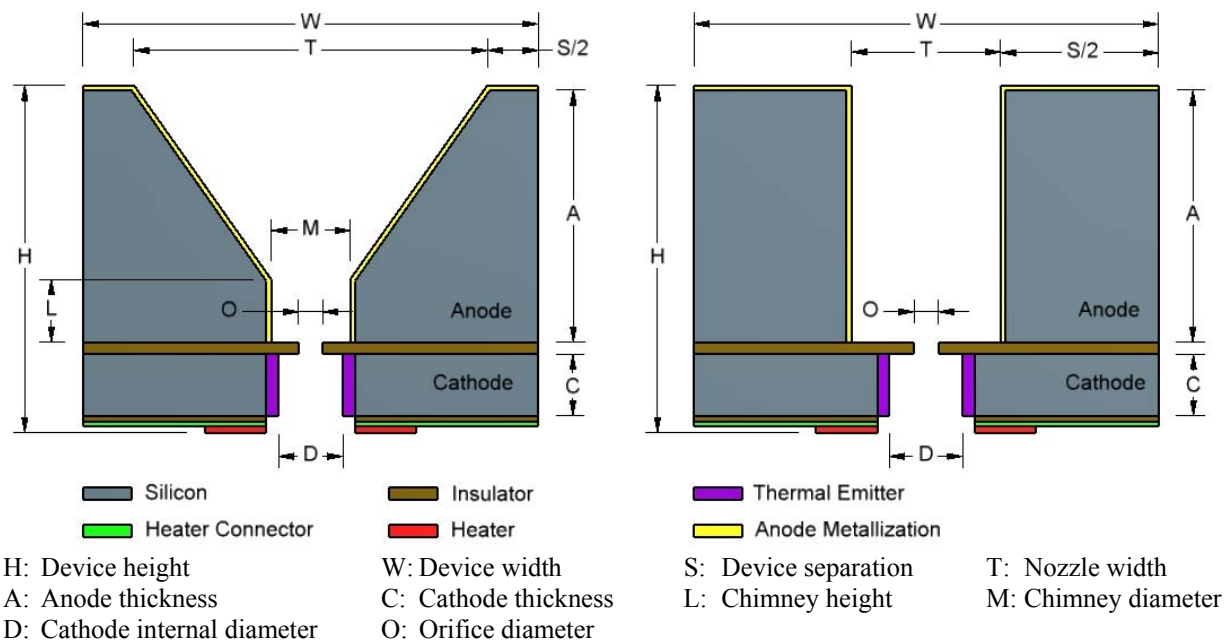 W
W
T
S/2
T
S/2
A
A
H
M
H
L
O
Anode
O
Anode
Cathode
C
Cathode
C
D
D
Silicon
Insulator
Thermal Emitter
Heater Connector
Heater
Anode Metallization
H: Device height W: Device width S: Device separation T: Nozzle width
A: Anode thickness C: Cathode thickness L: Chimney height M: Chimney diameter
D: Cathode internal diameter O: Orifice diameter